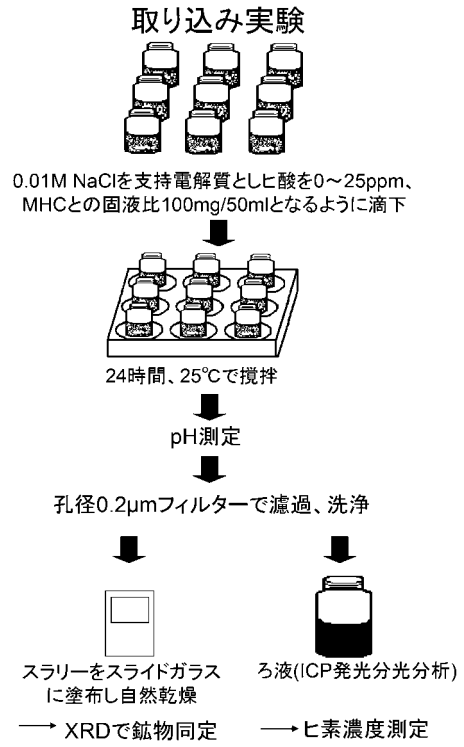 取り込み実験
0.01M NaClを支持電解質としヒ酸を0～25ppm、
MHCとの固液比100mg/50mlとなるように滴下
24時間、25℃で撹拌
pH測定
孔径0.2μmフィルターで濾過、洗浄
スラリーをスライドガラス
に塗布し自然乾燥
→ XRDで鉱物同定
ろ液(ICP発光分光分析)
→ヒ素濃度測定